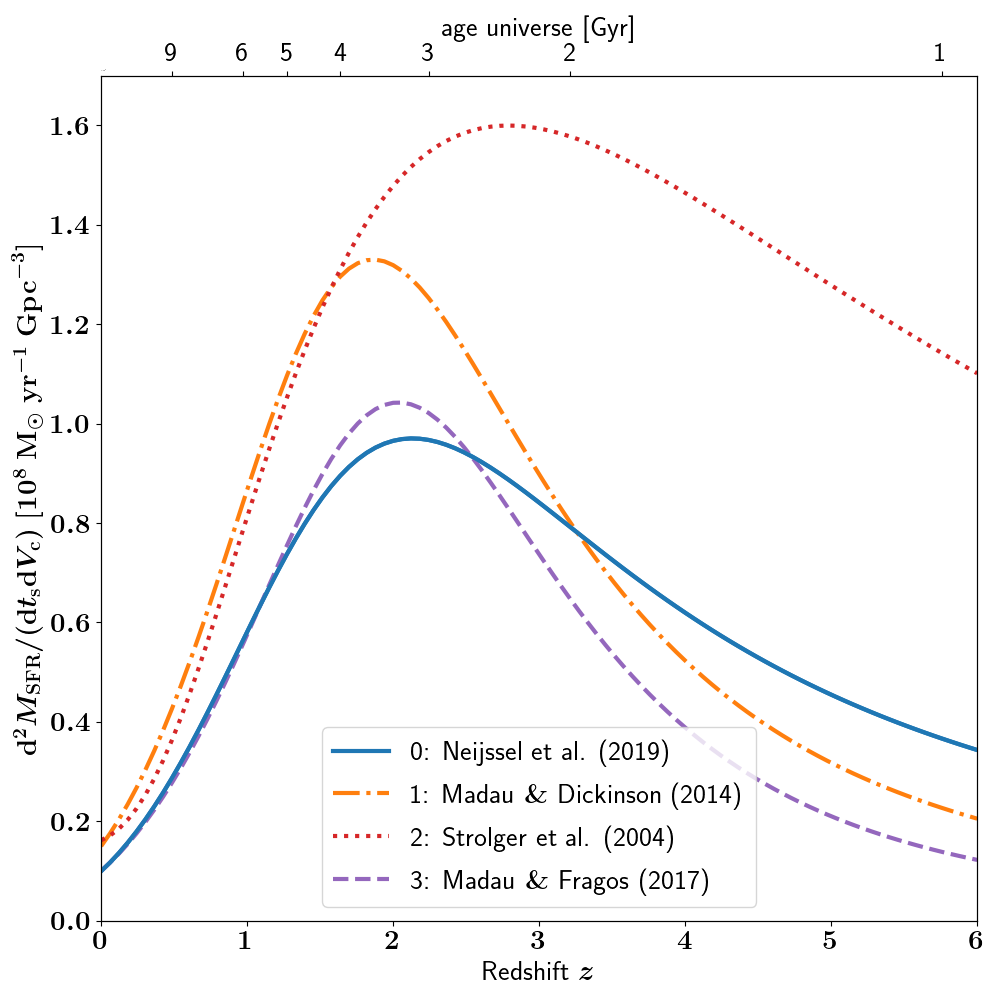 age universe [Gyr]
9 6 5 4 3 2 1
d²M_SFR/(dt_s dV_c) [10⁸ M_⊙ yr⁻¹ Gpc⁻³]
1.6
1.4
1.2
1.0
0.8
0.6
0.4
0.2
0.0
0: Neijssel et al. (2019)
1: Madau & Dickinson (2014)
2: Strolger et al. (2004)
3: Madau & Fragos (2017)
0 1 2 3 4 5 6
Redshift z